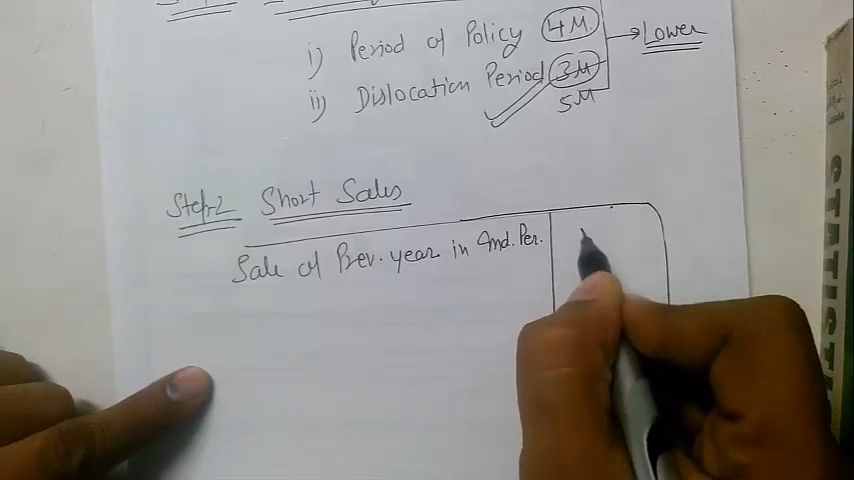 i) Period of Policy 4M
→ Lower
ii) Dislocation Period 3M
5M
Step-2 Short Sales
Sale of Prev. year in Ind. Per.
STATIST